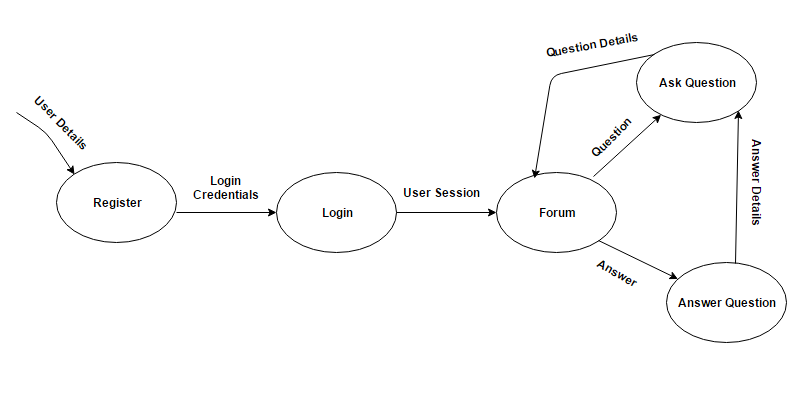 Question Details
Ask Question
User Details
Question
Answer Details
Login
Credentials
Register
User Session
Login
Forum
Answer
Answer Question